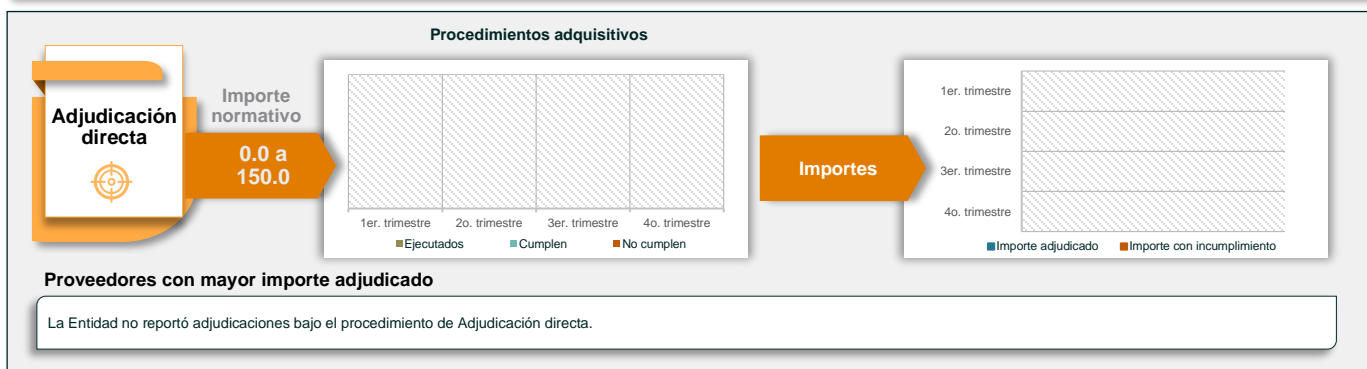 Procedimientos adquisitivos
Adjudicación
directa
Importe
normativo
0.0 a
150.0
1er. trimestre 2o. trimestre 3er. trimestre 4o. trimestre
Ejecutados Cumplen No cumplen
Importes
1er. trimestre
2o. trimestre
3er. trimestre
4o. trimestre
Importe adjudicado Importe con incumplimiento
Proveedores con mayor importe adjudicado
La Entidad no reportó adjudicaciones bajo el procedimiento de Adjudicación directa.